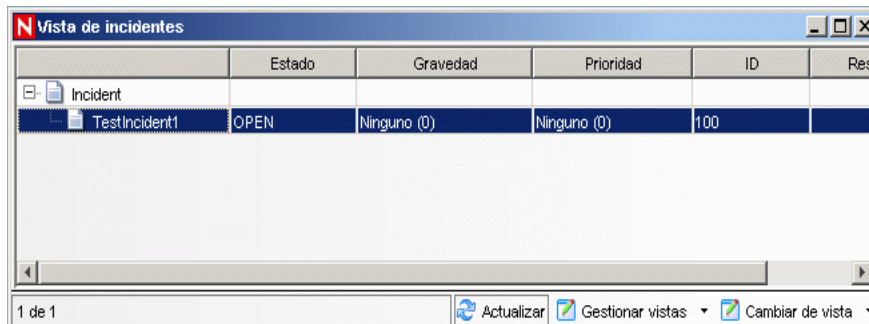 N Vista de incidentes
Estado Gravedad Prioridad ID Res
Incident
TestIncident1 OPEN Ninguno (0) Ninguno (0) 100
1 de 1 Actualizar Gestionar vistas Cambiar de vista